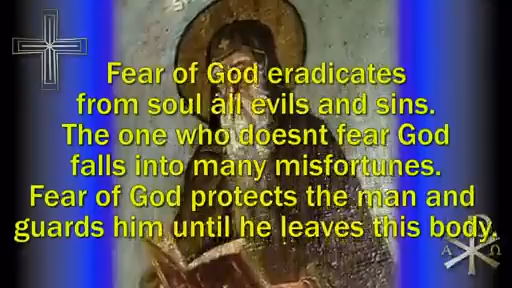 Fear of God eradicates
from soul all evils and sins.
The one who doesnt fear God
falls into many misfortunes.
Fear of God protects the man and
guards him until he leaves this body.
Α Ω